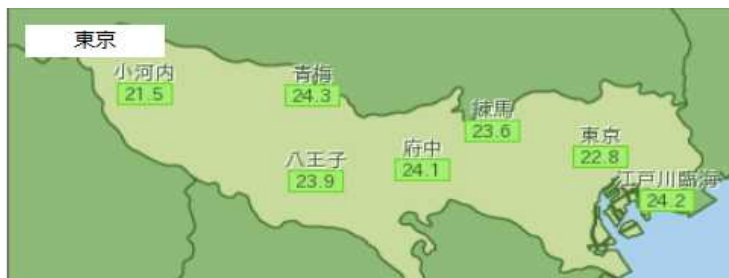 東京
小河内
21.5
青梅
24.3
練馬
23.6
東京
22.8
府中
24.1
八王子
23.9
江戸川臨海
24.2